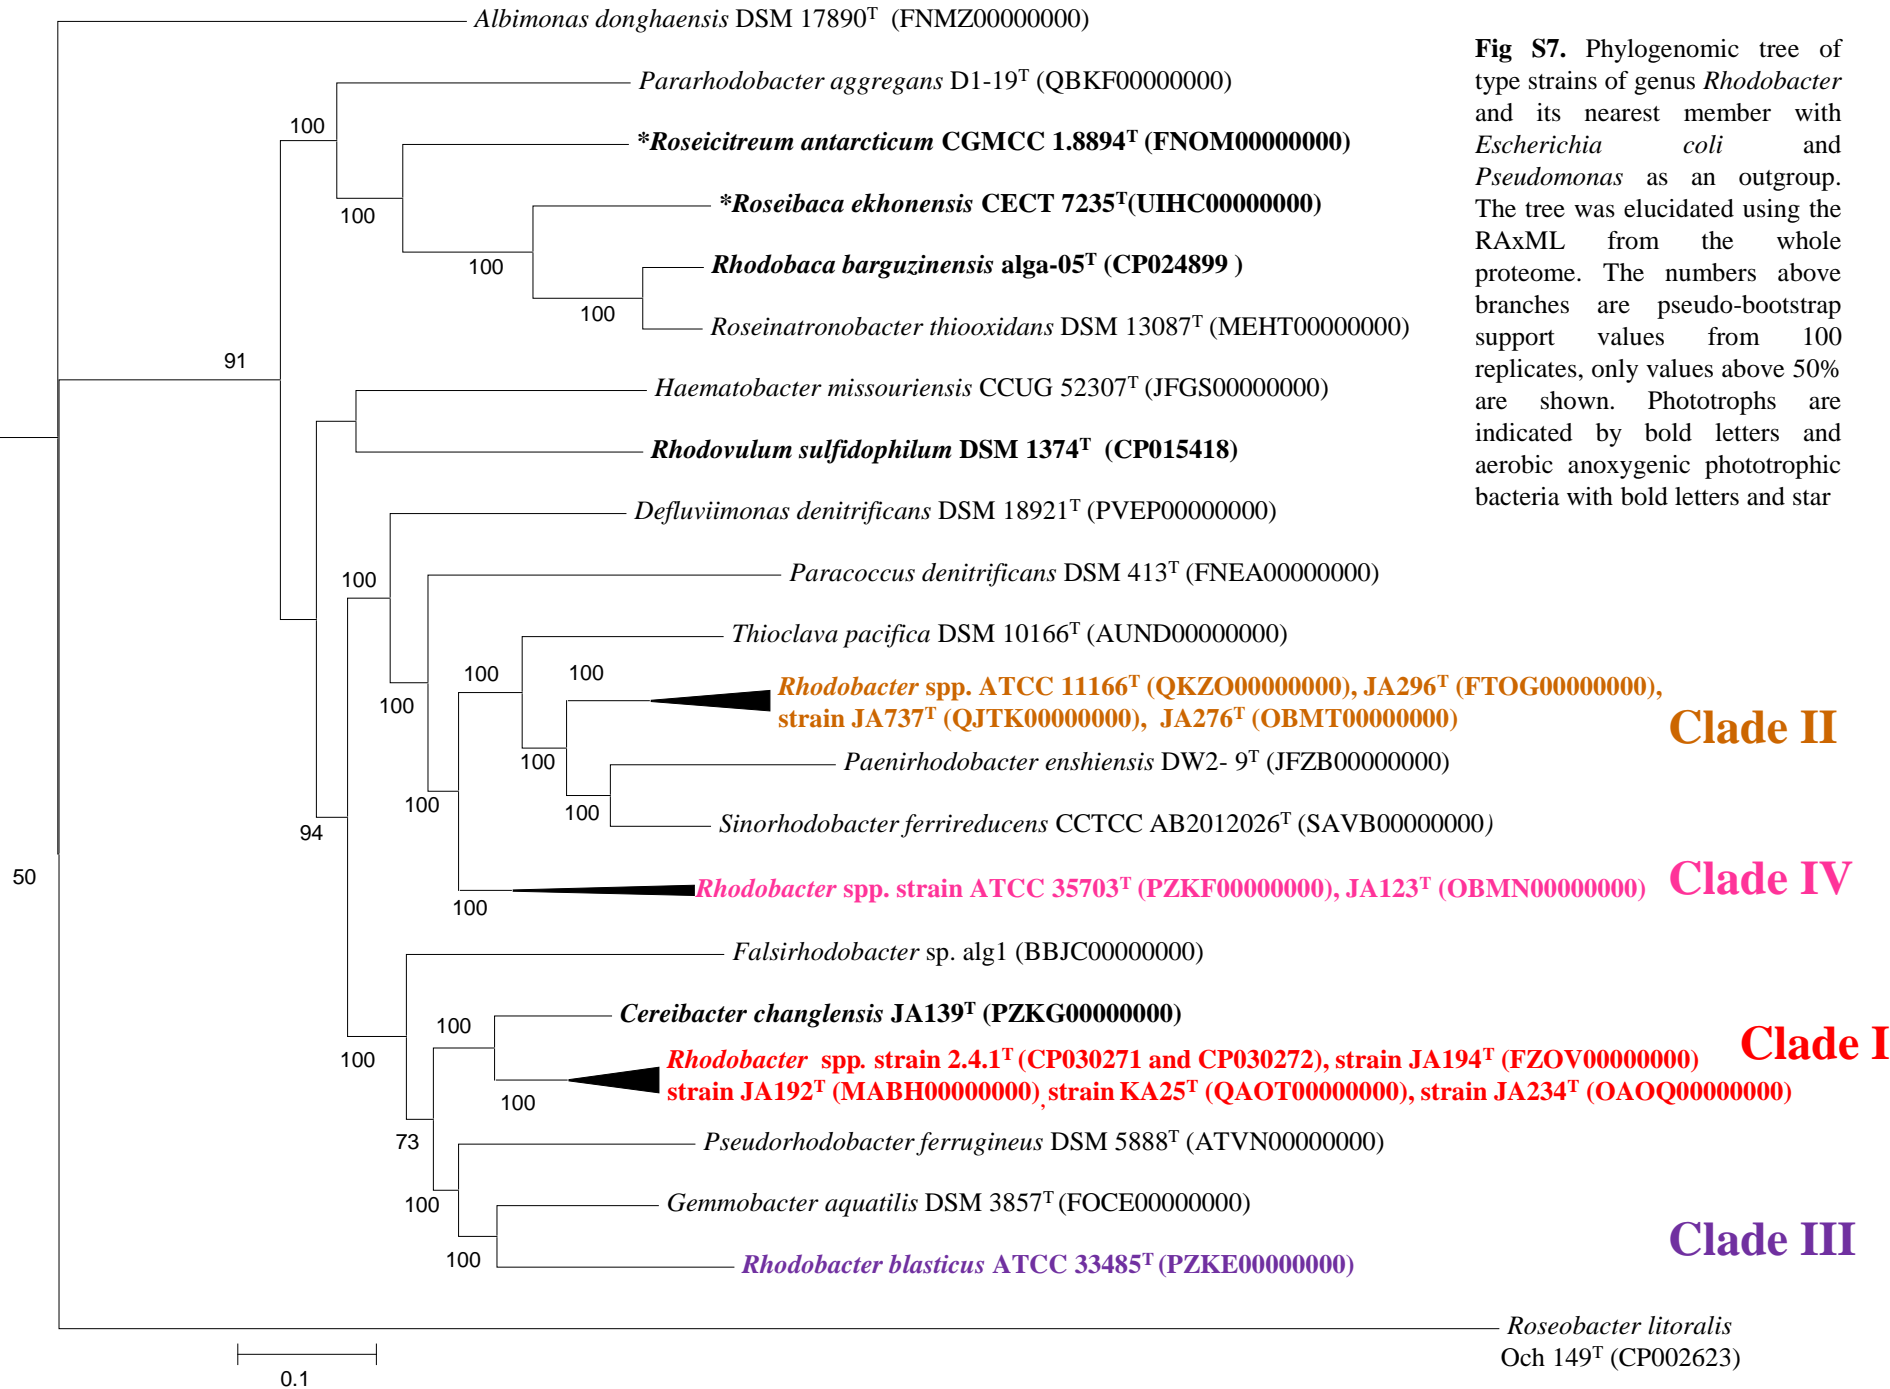 Albimonas donghaensis DSM 17890ᵀ (FNMZ00000000)
Fig S7. Phylogenomic tree of
type strains of genus Rhodobacter
and its nearest member with
Escherichia coli and
Pseudomonas as an outgroup.
The tree was elucidated using the
RAxML from the whole
proteome. The numbers above
branches are pseudo-bootstrap
support values from 100
replicates, only values above 50%
are shown. Phototrophs are
indicated by bold letters and
aerobic anoxygenic phototrophic
bacteria with bold letters and star
Pararhodobacter aggregans D1-19ᵀ (QBKF00000000)
100
*Roseicitreum antarcticum CGMCC 1.8894ᵀ (FNOM00000000)
100
*Roseibaca ekhonensis CECT 7235ᵀ(UIHC00000000)
100
Rhodobaca barguzinensis alga-05ᵀ (CP024899 )
100
Roseinatronobacter thiooxidans DSM 13087ᵀ (MEHT00000000)
91
Haematobacter missouriensis CCUG 52307ᵀ (JFGS00000000)
Rhodovulum sulfidophilum DSM 1374ᵀ (CP015418)
Defluviimonas denitrificans DSM 18921ᵀ (PVEP00000000)
100
Paracoccus denitrificans DSM 413ᵀ (FNEA00000000)
100
Thioclava pacifica DSM 10166ᵀ (AUND00000000)
100
100
Rhodobacter spp. ATCC 11166ᵀ (QKZO00000000), JA296ᵀ (FTOG00000000),
strain JA737ᵀ (QJTK00000000), JA276ᵀ (OBMT00000000)
Clade II
100
Paenirhodobacter enshiensis DW2- 9ᵀ (JFZB00000000)
100
100
Sinorhodobacter ferrireducens CCTCC AB2012026ᵀ (SAVB00000000)
94
50
Rhodobacter spp. strain ATCC 35703ᵀ (PZKF00000000), JA123ᵀ (OBMN00000000)
Clade IV
100
Falsirhodobacter sp. alg1 (BBJC00000000)
Cereibacter changlensis JA139ᵀ (PZKG00000000)
100
100
Rhodobacter spp. strain 2.4.1ᵀ (CP030271 and CP030272), strain JA194ᵀ (FZOV00000000)
strain JA192ᵀ (MABH00000000), strain KA25ᵀ (QAOT00000000), strain JA234ᵀ (OAOQ00000000)
Clade I
100
73
Pseudorhodobacter ferrugineus DSM 5888ᵀ (ATVN00000000)
100
Gemmobacter aquatilis DSM 3857ᵀ (FOCE00000000)
100
Rhodobacter blasticus ATCC 33485ᵀ (PZKE00000000)
Clade III
Roseobacter litoralis
Och 149ᵀ (CP002623)
0.1